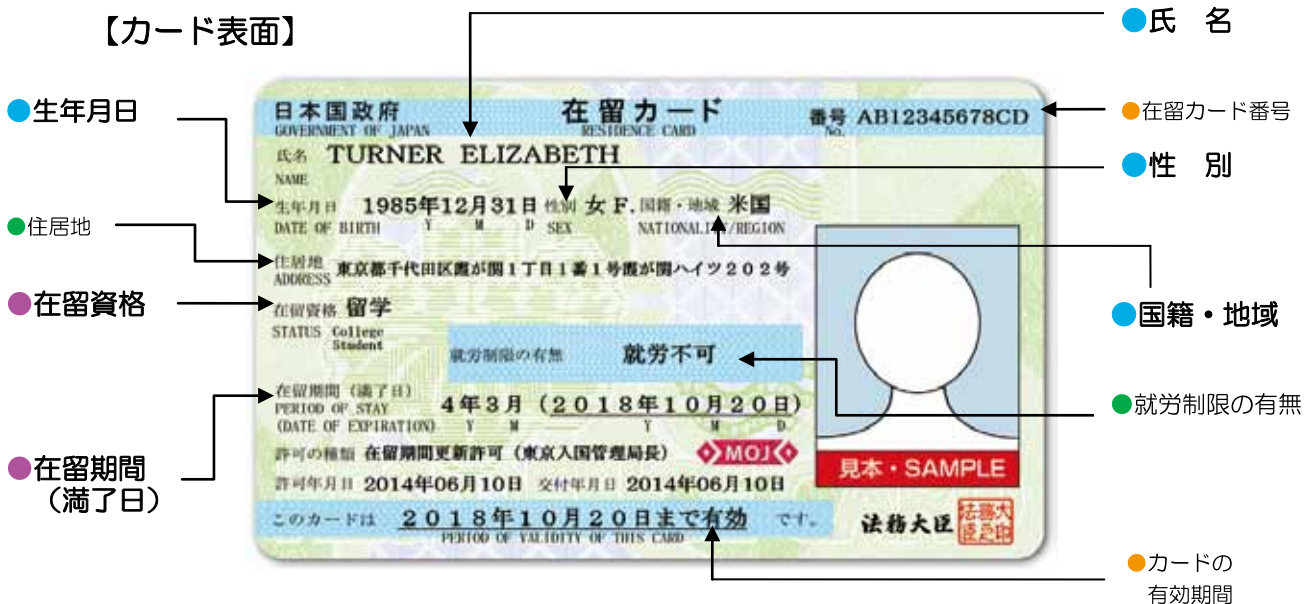 【カード表面】
●氏 名
●生年月日
●在留カード番号
●性 別
●住居地
●在留資格
●国籍・地域
●就労制限の有無
●在留期間
(満了日)
●カードの
有効期間
日本国政府 在留カード 番号 AB12345678CD
GOVERNMENT OF JAPAN RESIDENCE CARD No.
氏名 TURNER ELIZABETH
NAME
生年月日 1985年12月31日 性別 女 F. 国籍・地域 米国
DATE OF BIRTH Y M D SEX NATIONALITY/REGION
住居地 東京都千代田区霞が関1丁目1番1号霞が関ハイツ202号
ADDRESS
在留資格 留学
STATUS College
Student
就労制限の有無 就労不可
在留期間(満了日)
PERIOD OF STAY 4年3月(2018年10月20日)
(DATE OF EXPIRATION) Y M Y M D
許可の種類 在留期間更新許可(東京入国管理局長) MOJ
許可年月日 2014年06月10日 交付年月日 2014年06月10日
見本・SAMPLE
このカードは 2018年10月20日まで有効 です。
PERIOD OF VALIDITY OF THIS CARD
法務大臣